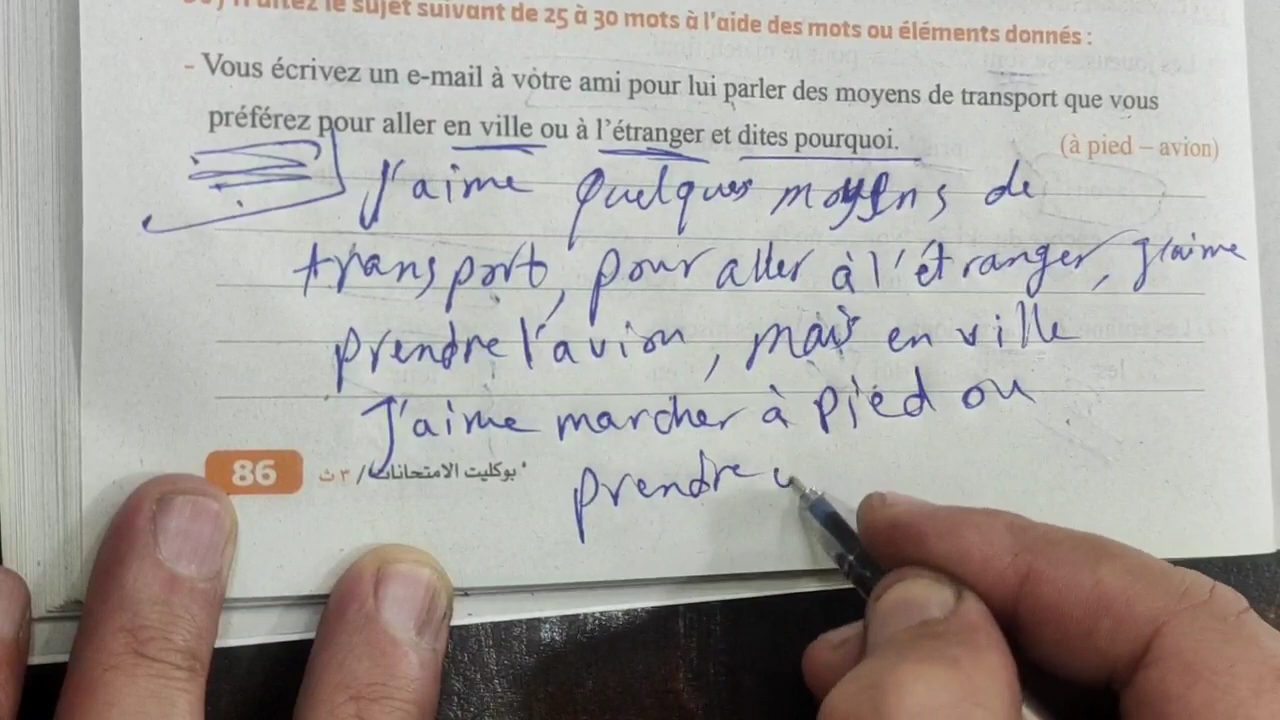 traitez le sujet suivant de 25 à 30 mots à l'aide des mots ou éléments donnés :
- Vous écrivez un e-mail à votre ami pour lui parler des moyens de transport que vous
préférez pour aller en ville ou à l'étranger et dites pourquoi.
(à pied – avion)
J'aime quelques moyens de
transport, pour aller à l'étranger, J'aime
prendre l'avion, mais en ville
J'aime marcher à pied ou
86 بوكليت الامتحانات / ٣ ث
prendre